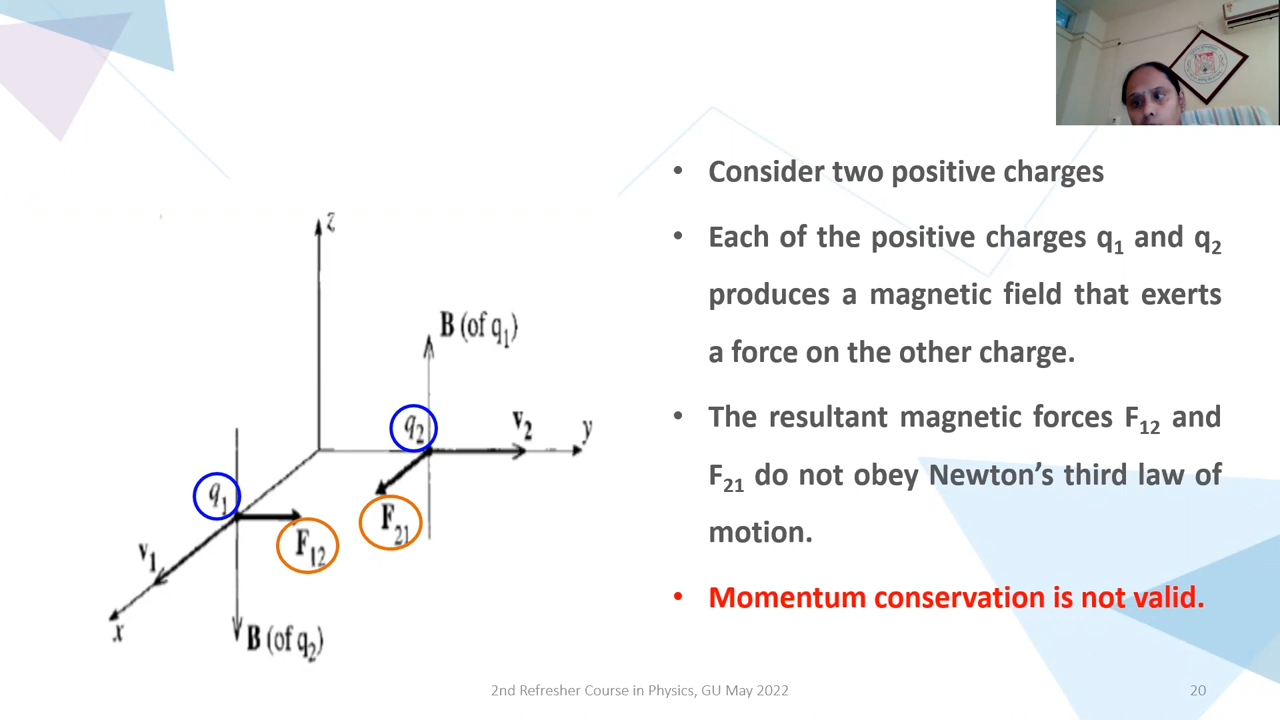 • Consider two positive charges
• Each of the positive charges q₁ and q₂
produces a magnetic field that exerts
a force on the other charge.
• The resultant magnetic forces F₁₂ and
F₂₁ do not obey Newton’s third law of
motion.
• Momentum conservation is not valid.
z
B (of q₁)
q₂
v₂
y
q₁
F₂₁
F₁₂
v₁
x
B (of q₂)
2nd Refresher Course in Physics, GU May 2022
20